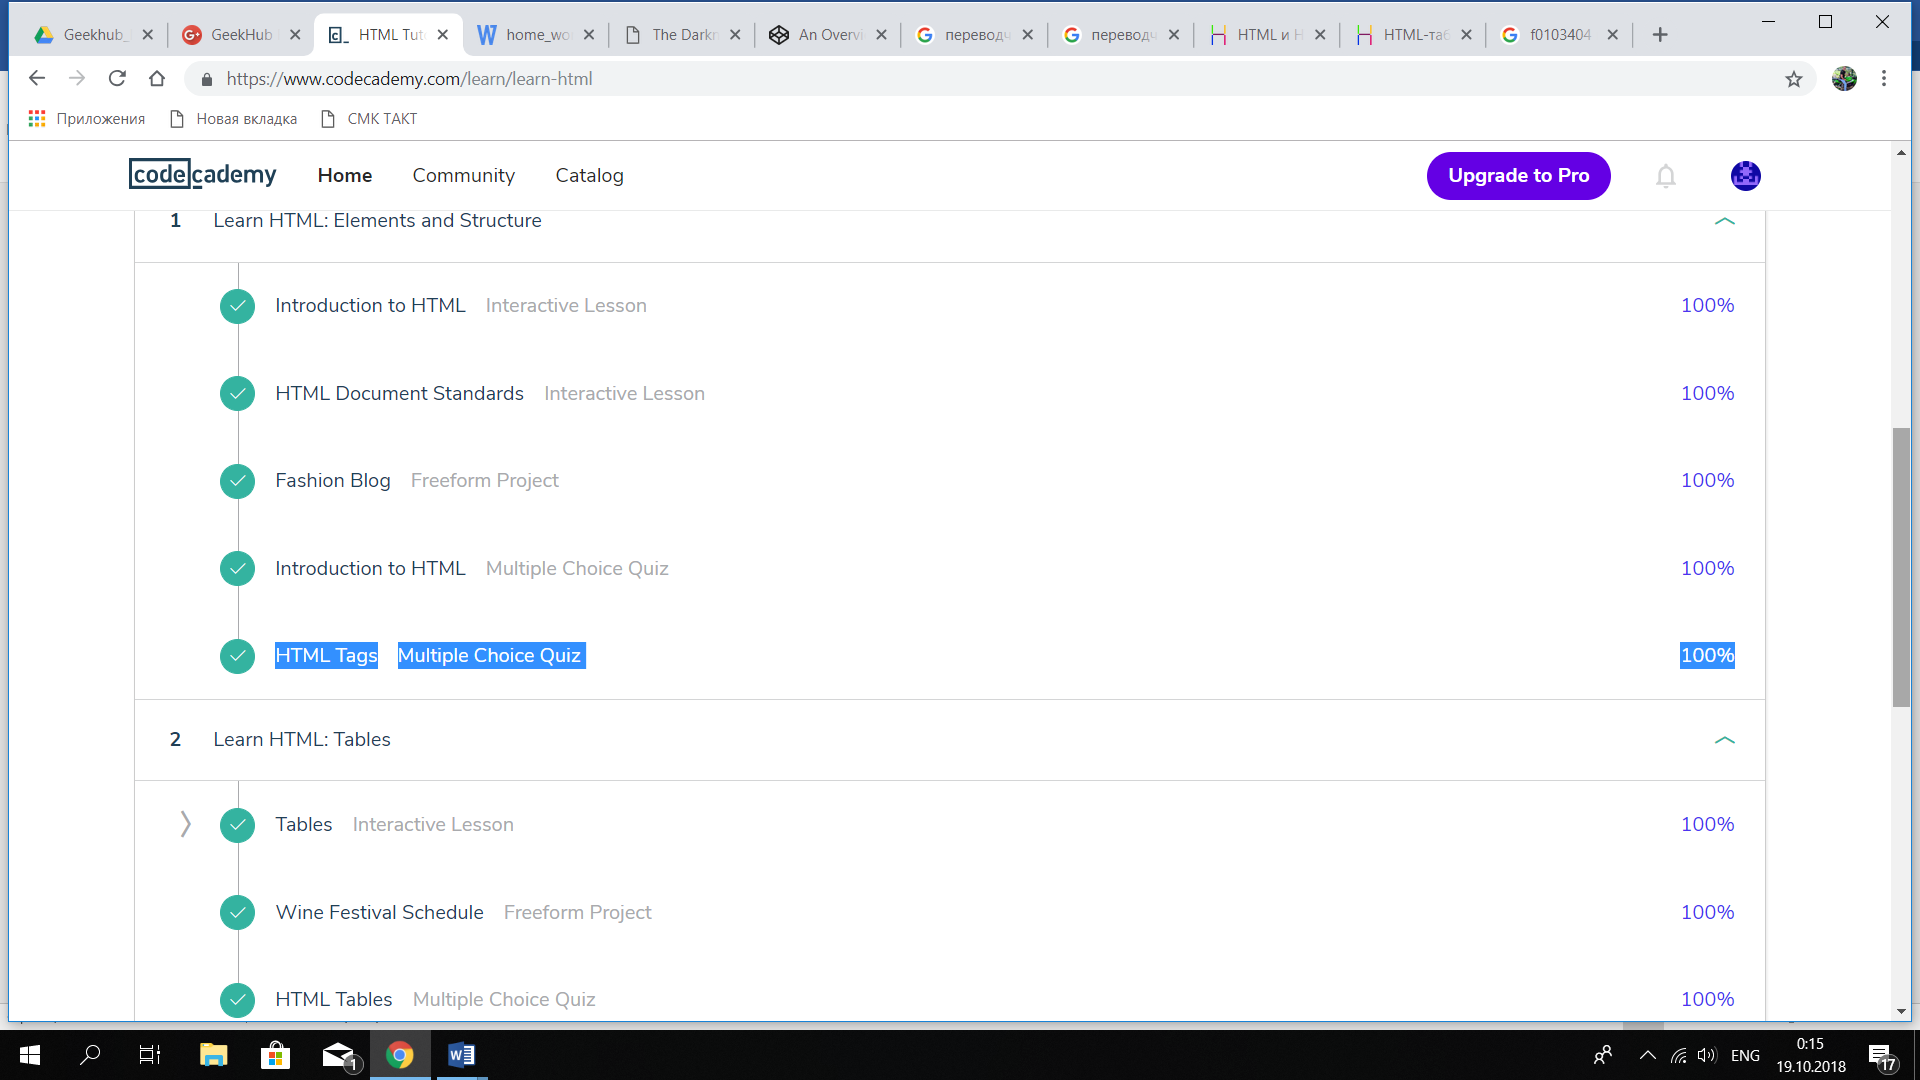 Geekhub_
GeekHub
HTML Tut
home_wo
The Dark
An Overvi
переводч
переводч
HTML и H
HTML-таб
f0103404
https://www.codecademy.com/learn/learn-html
Приложения
Новая вкладка
СМК ТАКТ
codecademy
Home
Community
Catalog
Upgrade to Pro
1 Learn HTML: Elements and Structure
Introduction to HTML Interactive Lesson 100%
HTML Document Standards Interactive Lesson 100%
Fashion Blog Freeform Project 100%
Introduction to HTML Multiple Choice Quiz 100%
HTML Tags Multiple Choice Quiz 100%
2 Learn HTML: Tables
Tables Interactive Lesson 100%
Wine Festival Schedule Freeform Project 100%
HTML Tables Multiple Choice Quiz 100%
1
ENG
0:15
19.10.2018
17